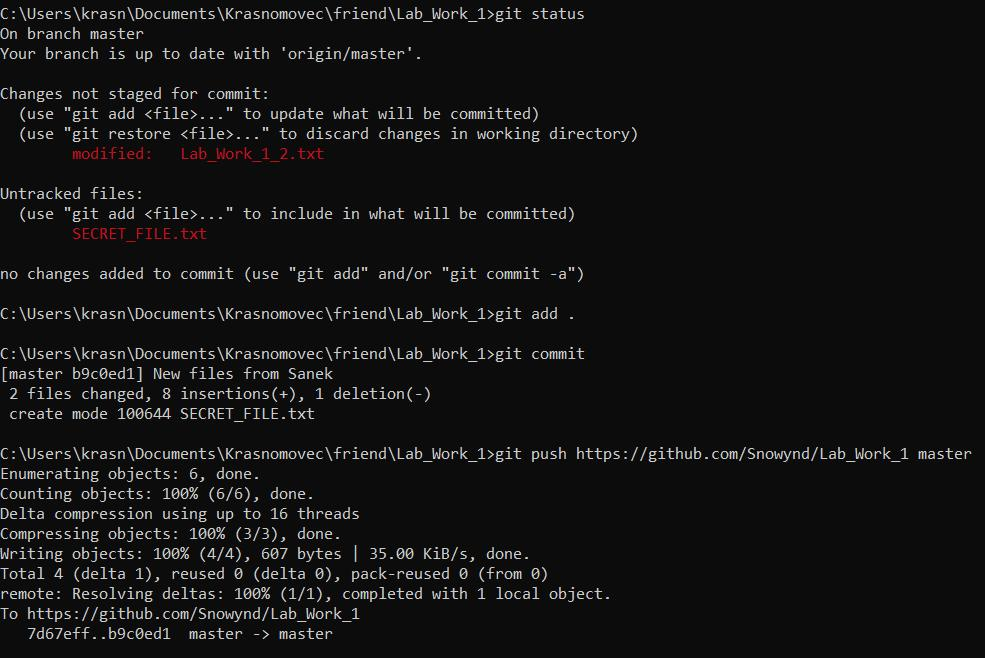 C:\Users\krasn\Documents\Krasnomovec\friend\Lab_Work_1>git status
On branch master
Your branch is up to date with 'origin/master'.
Changes not staged for commit:
(use "git add <file>..." to update what will be committed)
(use "git restore <file>..." to discard changes in working directory)
modified: Lab_Work_1_2.txt
Untracked files:
(use "git add <file>..." to include in what will be committed)
SECRET_FILE.txt
no changes added to commit (use "git add" and/or "git commit -a")
C:\Users\krasn\Documents\Krasnomovec\friend\Lab_Work_1>git add .
C:\Users\krasn\Documents\Krasnomovec\friend\Lab_Work_1>git commit
[master b9c0ed1] New files from Sanek
2 files changed, 8 insertions(+), 1 deletion(-)
create mode 100644 SECRET_FILE.txt
C:\Users\krasn\Documents\Krasnomovec\friend\Lab_Work_1>git push https://github.com/Snowynd/Lab_Work_1 master
Enumerating objects: 6, done.
Counting objects: 100% (6/6), done.
Delta compression using up to 16 threads
Compressing objects: 100% (3/3), done.
Writing objects: 100% (4/4), 607 bytes | 35.00 KiB/s, done.
Total 4 (delta 1), reused 0 (delta 0), pack-reused 0 (from 0)
remote: Resolving deltas: 100% (1/1), completed with 1 local object.
To https://github.com/Snowynd/Lab_Work_1
7d67eff..b9c0ed1 master -> master